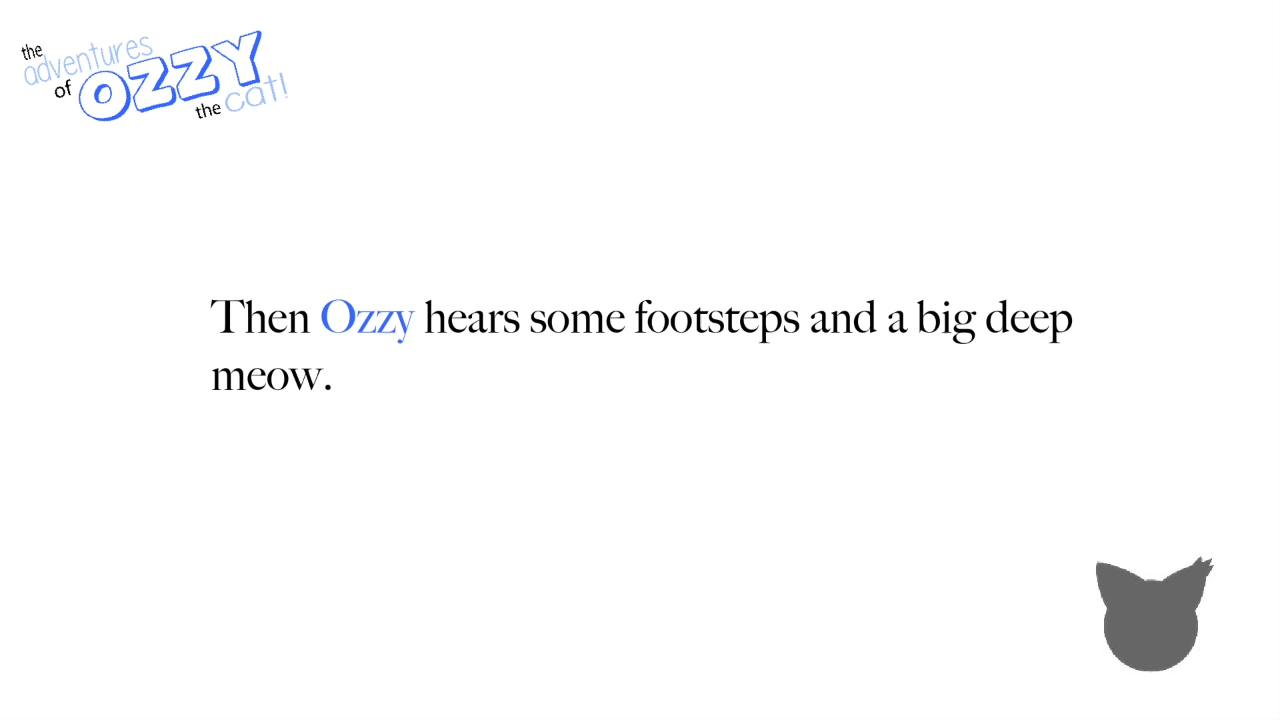 the
adventures
of OZZY
the cat!
Then Ozzy hears some footsteps and a big deep
meow.